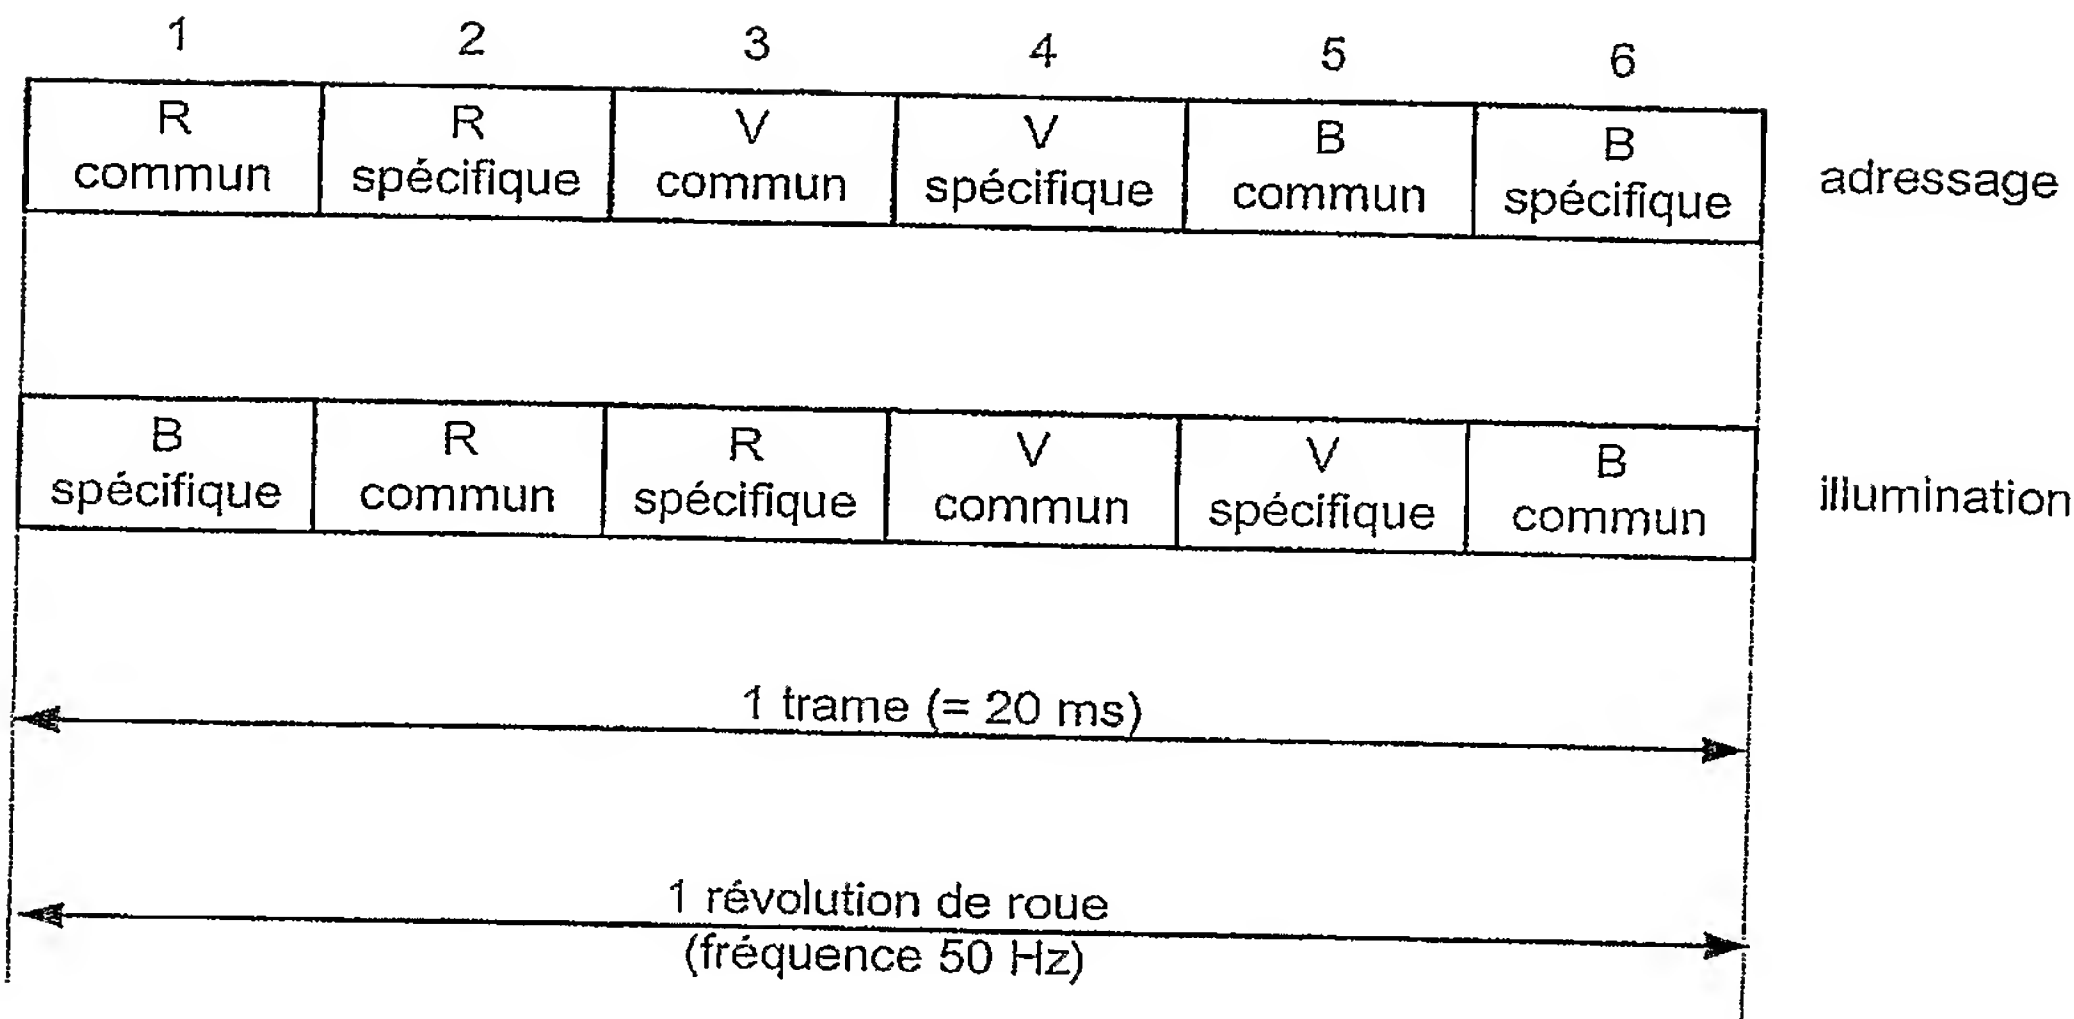 1 2 3 4 5 6
R R V V B B
commun spécifique commun spécifique commun spécifique adressage
B R R V V B
spécifique commun spécifique commun spécifique commun illumination
1 trame (= 20 ms)
1 révolution de roue
(fréquence 50 Hz)